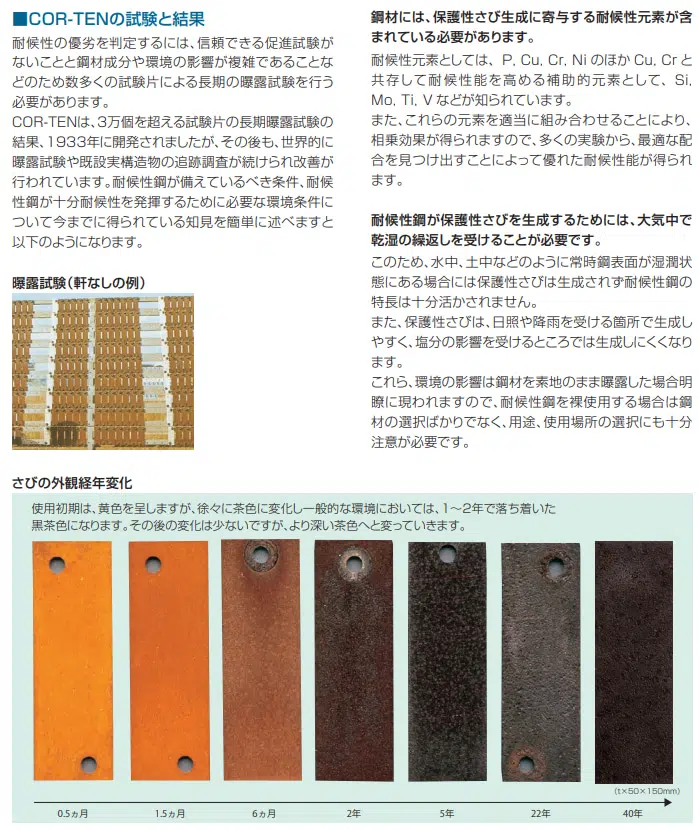 ■COR-TENの試験と結果
耐候性の優劣を判定するには、信頼できる促進試験が
ないことと鋼材成分や環境の影響が複雑であることな
どのため数多くの試験片による長期の曝露試験を行う
必要があります。
COR-TENは、3万個を超える試験片の長期曝露試験の
結果、1933年に開発されましたが、その後も、世界的に
曝露試験や既設実構造物の追跡調査が続けられ改善が
行われています。耐候性鋼が備えているべき条件、耐候
性鋼が十分耐候性を発揮するために必要な環境条件に
ついて今までに得られている知見を簡単に述べますと
以下のようになります。
曝露試験(軒なしの例)
鋼材には、保護性さび生成に寄与する耐候性元素が含
まれている必要があります。
耐候性元素としては、P, Cu, Cr, Ni のほか Cu, Cr と
共存して耐候性能を高める補助的元素として、Si,
Mo, Ti, V などが知られています。
また、これらの元素を適当に組み合わせることにより、
相乗効果が得られますので、多くの実験から、最適な配
合を見つけ出すことによって優れた耐候性能が得られ
ます。
耐候性鋼が保護性さびを生成するためには、大気中で
乾湿の繰返しを受けることが必要です。
このため、水中、土中などのように常時鋼表面が湿潤状
態にある場合には保護性さびは生成されず耐候性鋼の
特長は十分活かされません。
また、保護性さびは、日照や降雨を受ける箇所で生成し
やすく、塩分の影響を受けるところでは生成しにくくなり
ます。
これら、環境の影響は鋼材を素地のまま曝露した場合明
瞭に現われますので、耐候性鋼を裸使用する場合は鋼
材の選択ばかりでなく、用途、使用場所の選択にも十分
注意が必要です。
さびの外観経年変化
使用初期は、黄色を呈しますが、徐々に茶色に変化し一般的な環境においては、1〜2年で落ち着いた
黒茶色になります。その後の変化は少ないですが、より深い茶色へと変っていきます。
(t×50×150mm)
0.5ヵ月 1.5ヵ月 6ヵ月 2年 5年 22年 40年